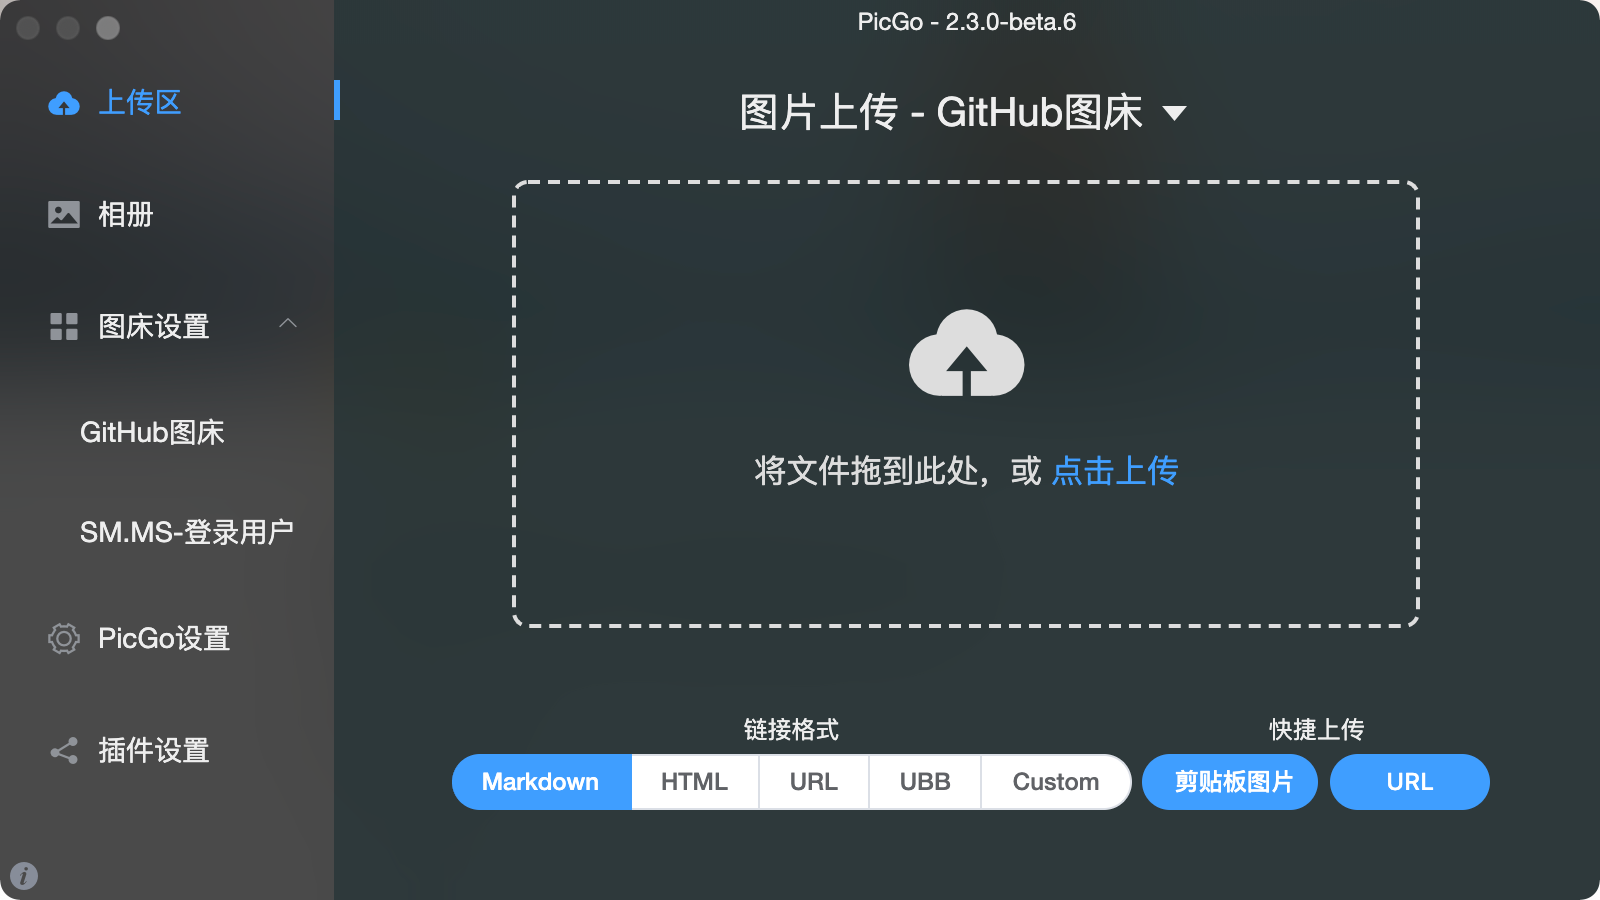 PicGo - 2.3.0-beta.6
上传区
相册
图床设置
GitHub图床
SM.MS-登录用户
PicGo设置
插件设置
图片上传 - GitHub图床
将文件拖到此处，或 点击上传
链接格式
Markdown HTML URL UBB Custom
快捷上传
剪贴板图片 URL